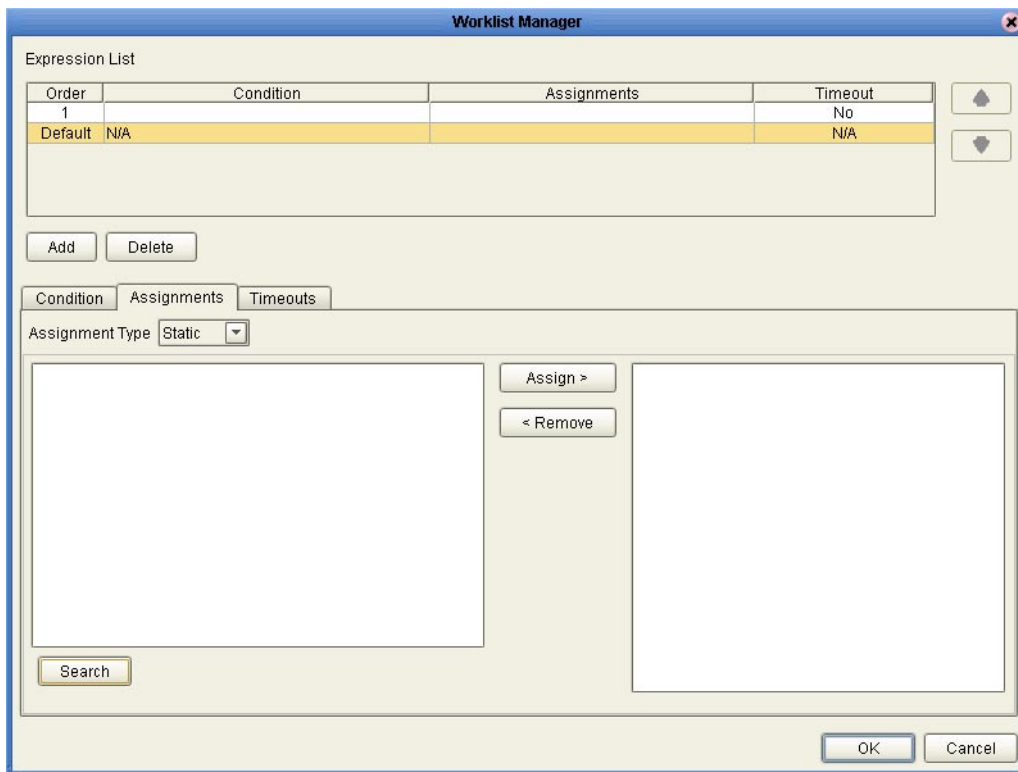 Worklist Manager
Expression List
Order Condition Assignments Timeout
1 No
Default N/A N/A
Add Delete
Condition Assignments Timeouts
Assignment Type Static
Assign >
< Remove
Search
OK Cancel